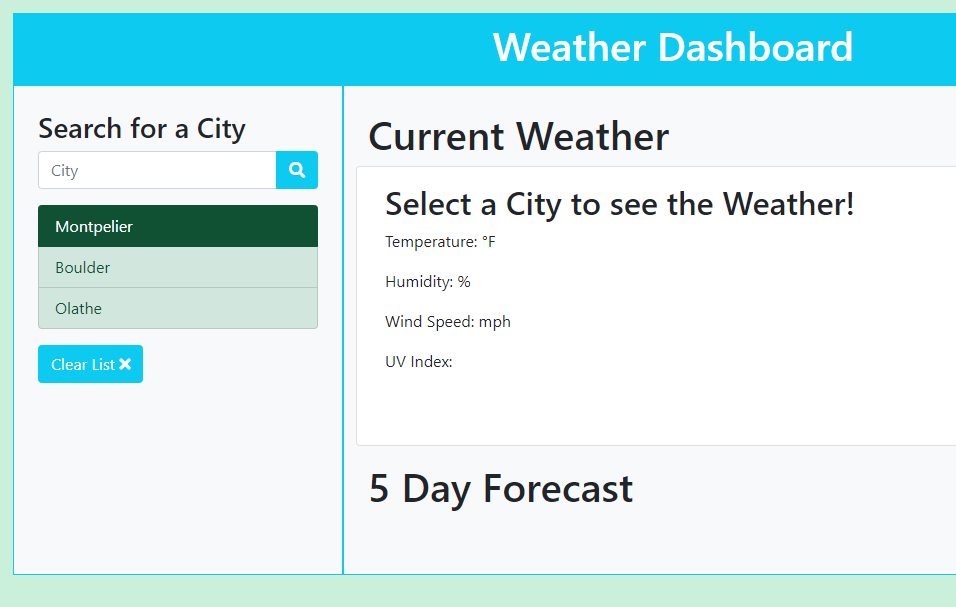 Weather Dashboard
Search for a City
City
Montpelier
Boulder
Olathe
Clear List
Current Weather
Select a City to see the Weather!
Temperature: °F
Humidity: %
Wind Speed: mph
UV Index:
5 Day Forecast